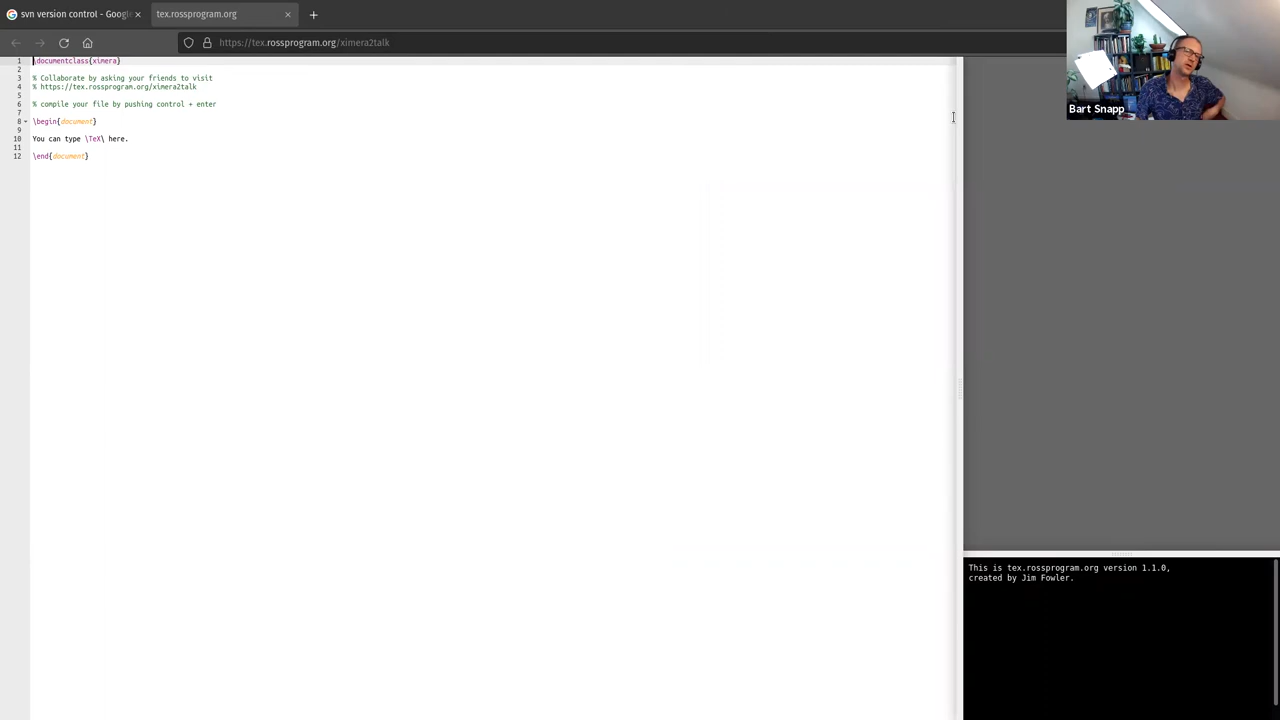 svn version control - Google
tex.rossprogram.org
https://tex.rossprogram.org/ximera2talk
1 \documentclass{ximera}
2
3 % Collaborate by asking your friends to visit
4 % https://tex.rossprogram.org/ximera2talk
5
6 % compile your file by pushing control + enter
7
8 \begin{document}
9
10 You can type \TeX\ here.
11
12 \end{document}
Bart Snapp
This is tex.rossprogram.org version 1.1.0,
created by Jim Fowler.